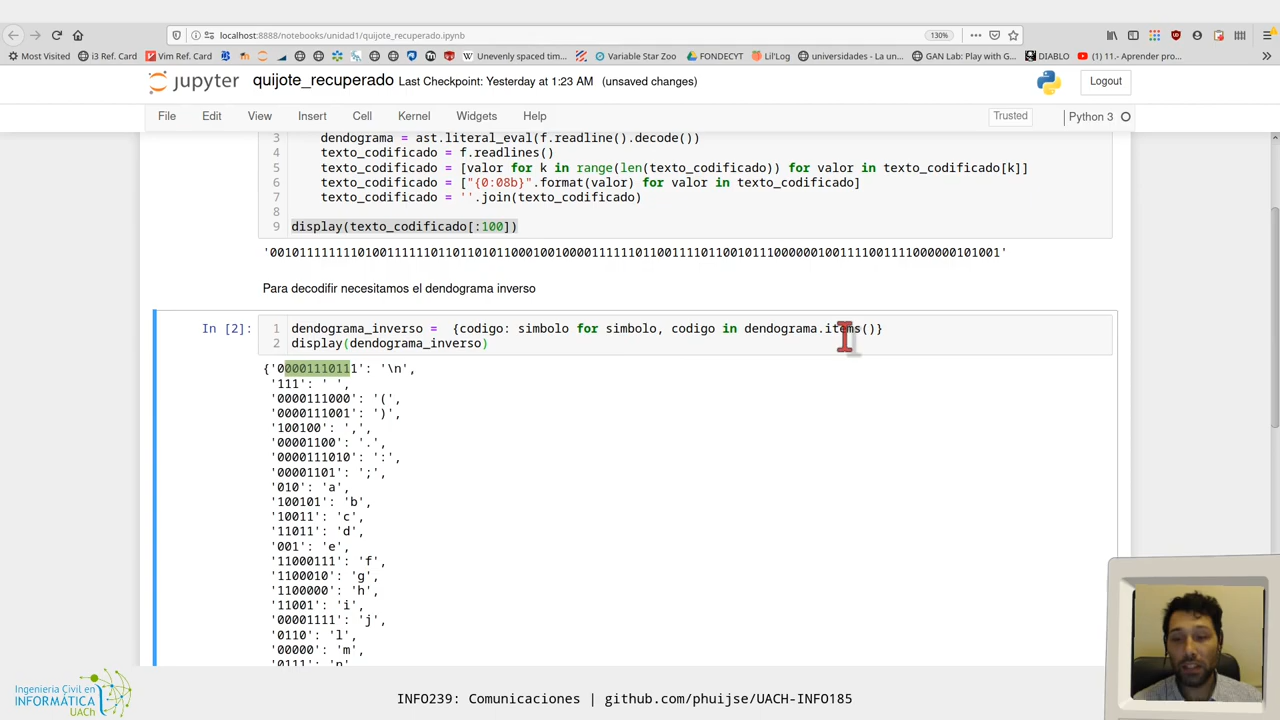 localhost:8888/notebooks/unidad1/quijote_recuperado.ipynb
130%
Most Visited
i3 Ref. Card
Vim Ref. Card
Unevenly spaced tim...
Variable Star Zoo
FONDECYT
Lil'Log
universidades - La ...
GAN Lab: Play with G...
DIABLO
(1) 11.- Aprender pro...
jupyter quijote_recuperado Last Checkpoint: Yesterday at 1:23 AM (unsaved changes)
Logout
File Edit View Insert Cell Kernel Widgets Help
Trusted
Python 3
3 dendograma = ast.literal_eval(f.readline().decode())
4 texto_codificado = f.readlines()
5 texto_codificado = [valor for k in range(len(texto_codificado)) for valor in texto_codificado[k]]
6 texto_codificado = ["{0:08b}".format(valor) for valor in texto_codificado]
7 texto_codificado = ''.join(texto_codificado)
8
9 display(texto_codificado[:100])
Para decodifir necesitamos el dendograma inverso
In [2]:
1 dendograma_inverso = {codigo: simbolo for simbolo, codigo in dendograma.items()}
2 display(dendograma_inverso)
{'0000111011': '\n',
'111': ' ',
'0000111000': '(',
'0000111001': ')',
'100100': ',',
'00001100': '.',
'0000111010': ':',
'00001101': ';',
'010': 'a',
'100101': 'b',
'10011': 'c',
'11011': 'd',
'001': 'e',
'11000111': 'f',
'1100010': 'g',
'1100000': 'h',
'11001': 'i',
'00001111': 'j',
'0110': 'l',
'00000': 'm',
'0111': 'n',
Ingeniería Civil en
INFORMÁTICA
UACh
INFO239: Comunicaciones | github.com/phuijse/UACH-INFO185